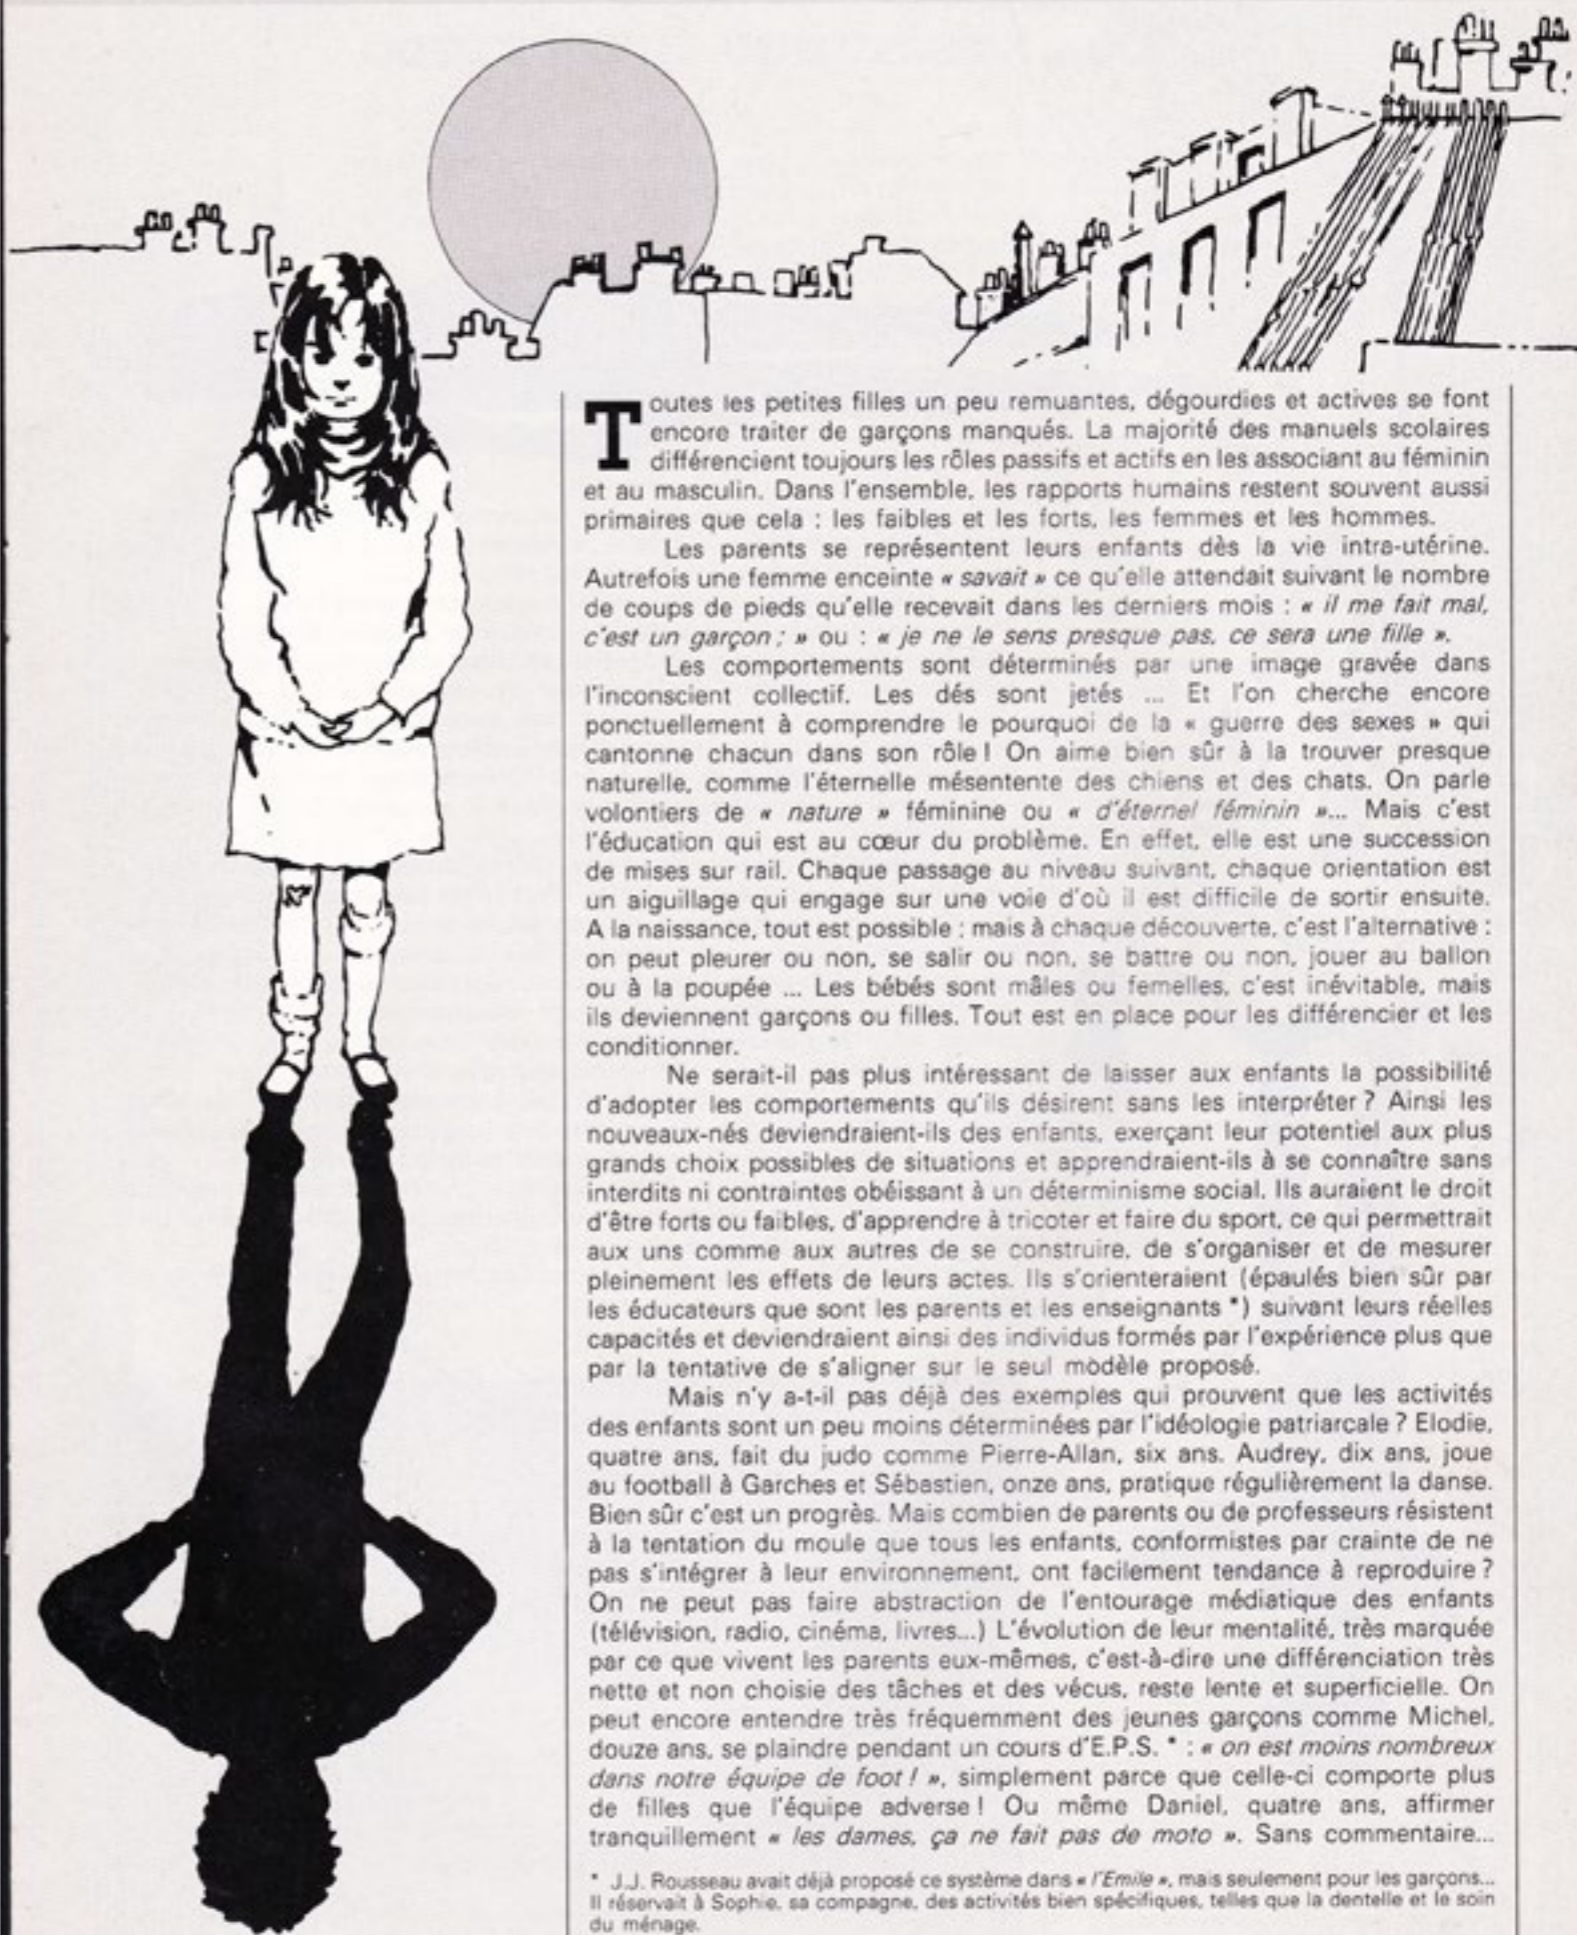 Toutes les petites filles un peu remuantes, dégourdies et actives se font
encore traiter de garçons manqués. La majorité des manuels scolaires
différencient toujours les rôles passifs et actifs en les associant au féminin
et au masculin. Dans l'ensemble, les rapports humains restent souvent aussi
primaires que cela : les faibles et les forts, les femmes et les hommes.
Les parents se représentent leurs enfants dès la vie intra-utérine.
Autrefois une femme enceinte « savait » ce qu'elle attendait suivant le nombre
de coups de pieds qu'elle recevait dans les derniers mois : « il me fait mal,
c'est un garçon ; » ou : « je ne le sens presque pas, ce sera une fille ».
Les comportements sont déterminés par une image gravée dans
l'inconscient collectif. Les dés sont jetés ... Et l'on cherche encore
ponctuellement à comprendre le pourquoi de la « guerre des sexes » qui
cantonne chacun dans son rôle ! On aime bien sûr à la trouver presque
naturelle, comme l'éternelle mésentente des chiens et des chats. On parle
volontiers de « nature » féminine ou « d'éternel féminin »... Mais c'est
l'éducation qui est au cœur du problème. En effet, elle est une succession
de mises sur rail. Chaque passage au niveau suivant, chaque orientation est
un aiguillage qui engage sur une voie d'où il est difficile de sortir ensuite.
A la naissance, tout est possible ; mais à chaque découverte, c'est l'alternative :
on peut pleurer ou non, se salir ou non, se battre ou non, jouer au ballon
ou à la poupée ... Les bébés sont mâles ou femelles, c'est inévitable, mais
ils deviennent garçons ou filles. Tout est en place pour les différencier et les
conditionner.
Ne serait-il pas plus intéressant de laisser aux enfants la possibilité
d'adopter les comportements qu'ils désirent sans les interpréter ? Ainsi les
nouveaux-nés deviendraient-ils des enfants, exerçant leur potentiel aux plus
grands choix possibles de situations et apprendraient-ils à se connaître sans
interdits ni contraintes obéissant à un déterminisme social. Ils auraient le droit
d'être forts ou faibles, d'apprendre à tricoter et faire du sport, ce qui permettrait
aux uns comme aux autres de se construire, de s'organiser et de mesurer
pleinement les effets de leurs actes. Ils s'orienteraient (épaulés bien sûr par
les éducateurs que sont les parents et les enseignants *) suivant leurs réelles
capacités et deviendraient ainsi des individus formés par l'expérience plus que
par la tentative de s'aligner sur le seul modèle proposé.
Mais n'y a-t-il pas déjà des exemples qui prouvent que les activités
des enfants sont un peu moins déterminées par l'idéologie patriarcale ? Elodie,
quatre ans, fait du judo comme Pierre-Allan, six ans. Audrey, dix ans, joue
au football à Garches et Sébastien, onze ans, pratique régulièrement la danse.
Bien sûr c'est un progrès. Mais combien de parents ou de professeurs résistent
à la tentation du moule que tous les enfants, conformistes par crainte de ne
pas s'intégrer à leur environnement, ont facilement tendance à reproduire ?
On ne peut pas faire abstraction de l'entourage médiatique des enfants
(télévision, radio, cinéma, livres...) L'évolution de leur mentalité, très marquée
par ce que vivent les parents eux-mêmes, c'est-à-dire une différenciation très
nette et non choisie des tâches et des vécus, reste lente et superficielle. On
peut encore entendre très fréquemment des jeunes garçons comme Michel,
douze ans, se plaindre pendant un cours d'E.P.S. * : « on est moins nombreux
dans notre équipe de foot ! », simplement parce que celle-ci comporte plus
de filles que l'équipe adverse ! Ou même Daniel, quatre ans, affirmer
tranquillement « les dames, ça ne fait pas de moto ». Sans commentaire...
* J.J. Rousseau avait déjà proposé ce système dans « l'Emile », mais seulement pour les garçons...
Il réservait à Sophie, sa compagne, des activités bien spécifiques, telles que la dentelle et le soin
du ménage.